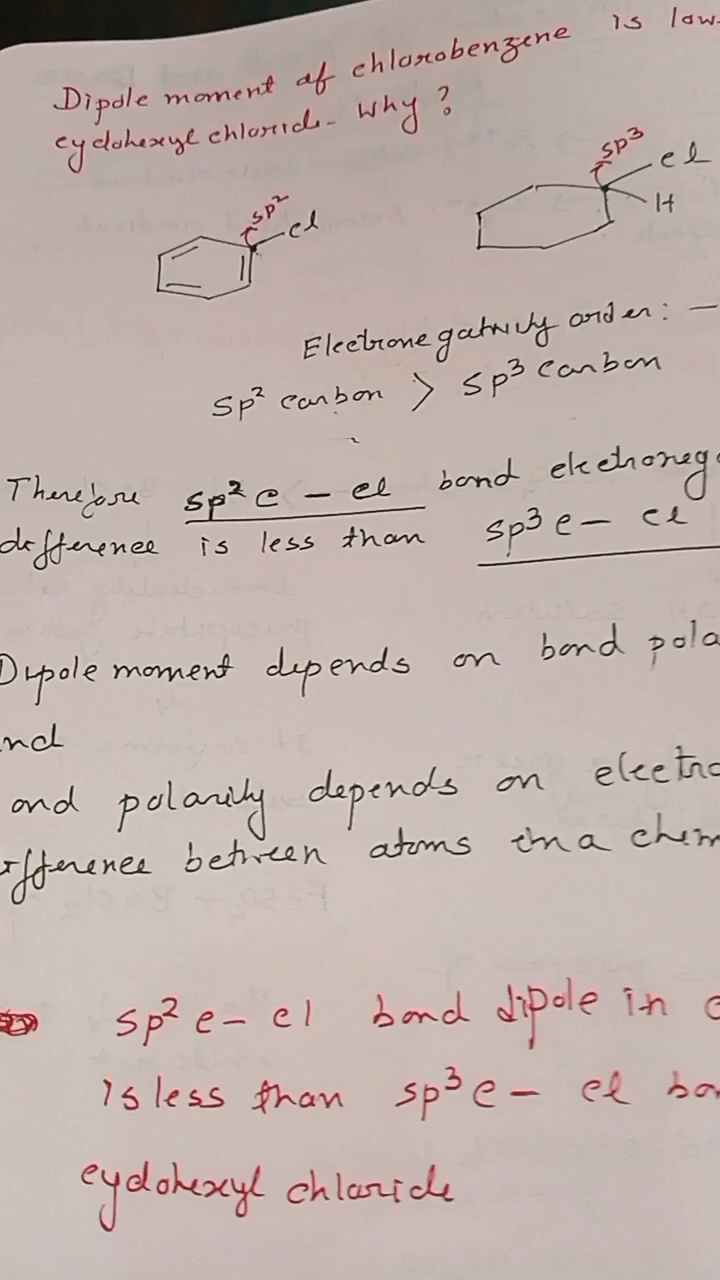 Dipole moment of chlorobenzene is low
cyclohexyl chloride - why?
sp³
cl
H
sp²
cl
Electronegativity order: —
sp² carbon > sp³ carbon
Therefore sp² c — cl bond electroneg
difference is less than sp³ c — cl
Dipole moment depends on bond pola
nd
ond polarity depends on electro
fference between atoms in a chem
sp² c — cl bond dipole in c
is less than sp³ c — cl bo
cyclohexyl chloride